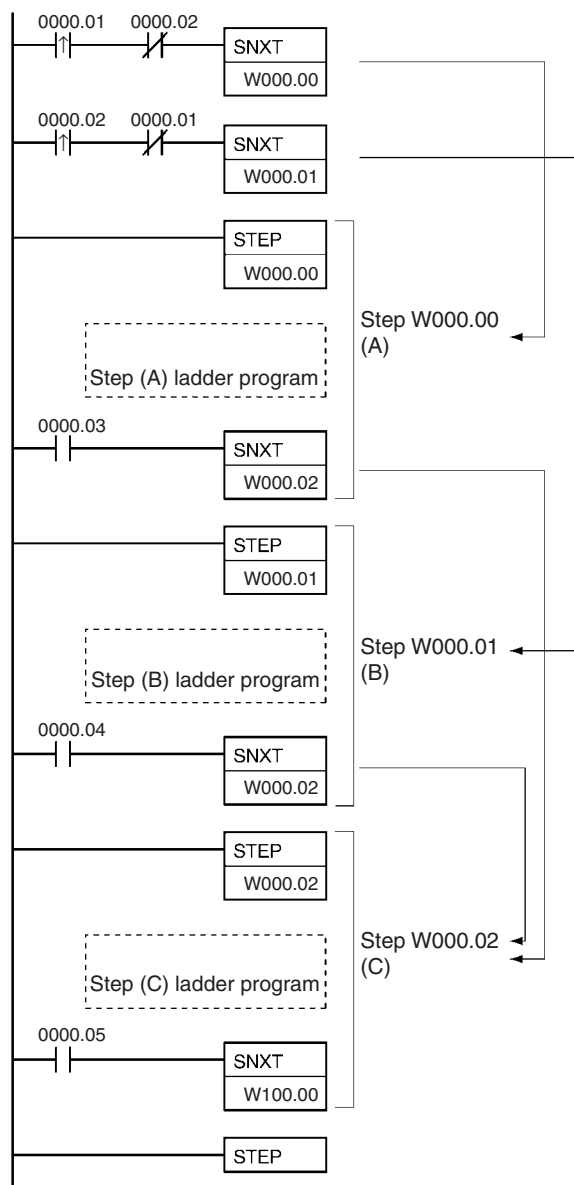 0000.01 0000.02
SNXT
W000.00
0000.02 0000.01
SNXT
W000.01
STEP
W000.00
Step W000.00
(A)
Step (A) ladder program
0000.03
SNXT
W000.02
STEP
W000.01
Step W000.01
(B)
Step (B) ladder program
0000.04
SNXT
W000.02
STEP
W000.02
Step W000.02
(C)
Step (C) ladder program
0000.05
SNXT
W100.00
STEP